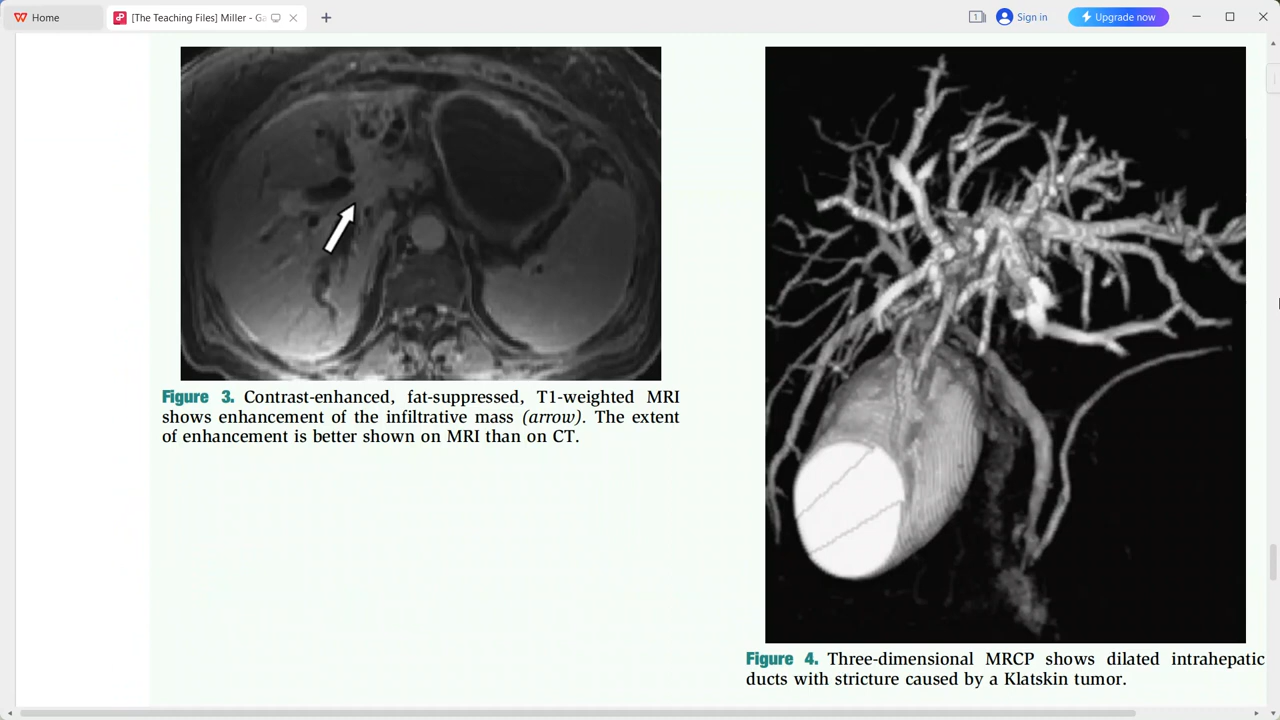 Home
[The Teaching Files] Miller - Ga
1
Sign in
Upgrade now
Figure 3. Contrast-enhanced, fat-suppressed, T1-weighted MRI
shows enhancement of the infiltrative mass (arrow). The extent
of enhancement is better shown on MRI than on CT.
Figure 4. Three-dimensional MRCP shows dilated intrahepatic
ducts with stricture caused by a Klatskin tumor.